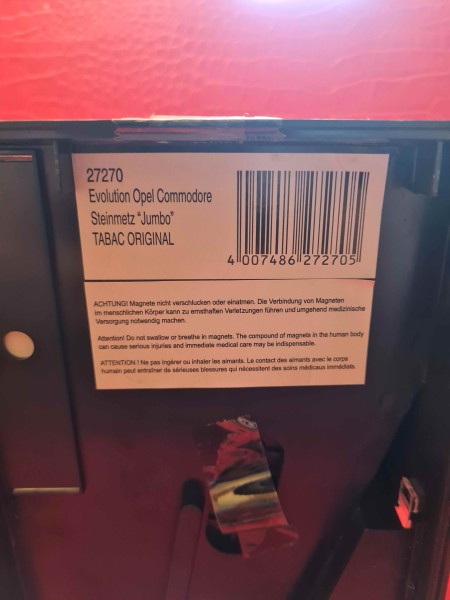 27270
Evolution Opel Commodore
Steinmetz "Jumbo"
TABAC ORIGINAL
4 007486 272705
ACHTUNG! Magnete nicht verschlucken oder einatmen. Die Verbindung von Magneten
im menschlichen Körper kann zu ernsthaften Verletzungen führen und umgehend medizinische
Versorgung notwendig machen.
Attention! Do not swallow or breathe in magnets. The compound of magnets in the human body
can cause serious injuries and immediate medical care may be indispensable.
ATTENTION ! Ne pas ingérer ou inhaler les aimants. Le contact des aimants avec le corps
humain peut entraîner de sérieuses blessures qui nécessitent des soins médicaux immédiats.